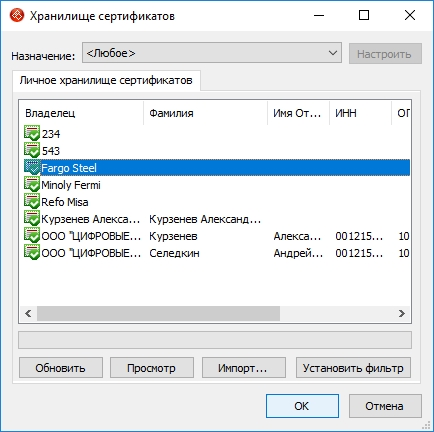 Хранилище сертификатов
Назначение: <Любое> Настроить
Личное хранилище сертификатов
Владелец Фамилия Имя От... ИНН ОГ
234
543
Fargo Steel
Minoly Fermi
Refo Misa
Курзенев Алекса... Курзенев Александ...
ООО "ЦИФРОВЫЕ... Курзенев Алекса... 001215... 10
ООО "ЦИФРОВЫЕ... Селедкин Андрей... 001215... 10
Обновить Просмотр Импорт... Установить фильтр
ОК Отмена